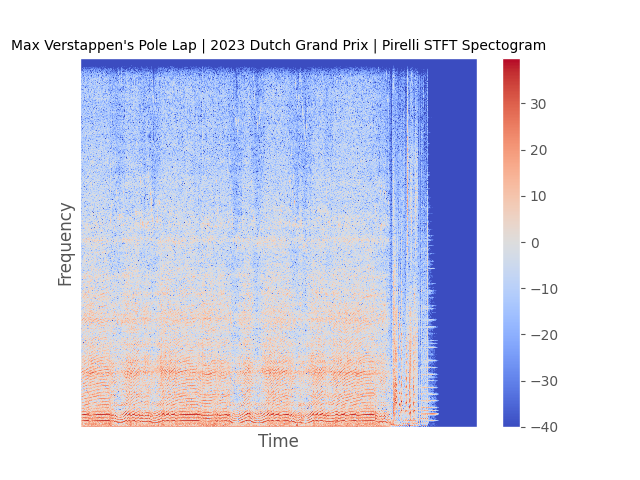 Max Verstappen's Pole Lap | 2023 Dutch Grand Prix | Pirelli STFT Spectogram
Frequency
Time
30
20
10
0
−10
−20
−30
−40